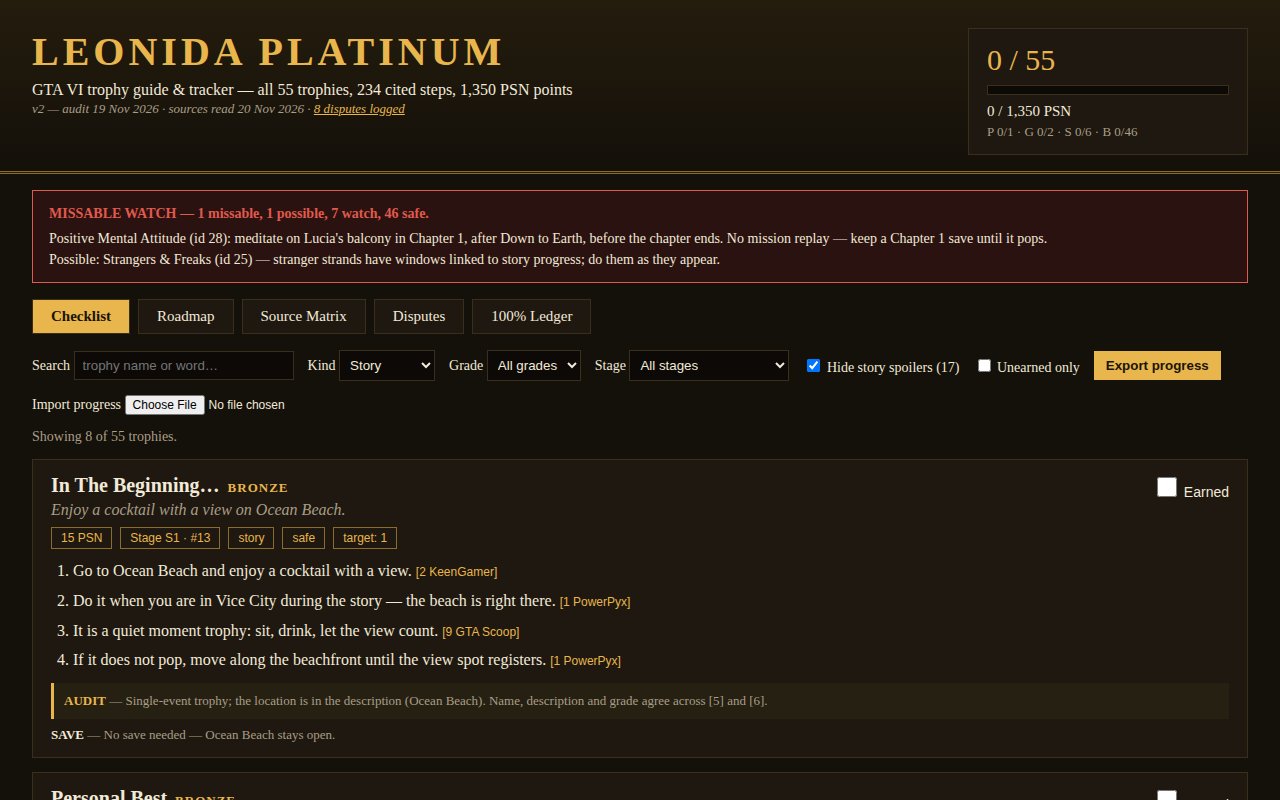 LEONIDA PLATINUM
GTA VI trophy guide & tracker — all 55 trophies, 234 cited steps, 1,350 PSN points
v2 — audit 19 Nov 2026 · sources read 20 Nov 2026 · 8 disputes logged
0 / 55
0 / 1,350 PSN
P 0/1 · G 0/2 · S 0/6 · B 0/46
MISSABLE WATCH — 1 missable, 1 possible, 7 watch, 46 safe.
Positive Mental Attitude (id 28): meditate on Lucia's balcony in Chapter 1, after Down to Earth, before the chapter ends. No mission replay — keep a Chapter 1 save until it pops.
Possible: Strangers & Freaks (id 25) — stranger strands have windows linked to story progress; do them as they appear.
Checklist Roadmap Source Matrix Disputes 100% Ledger
Search trophy name or word… Kind Story Grade All grades Stage All stages Hide story spoilers (17) Unearned only Export progress
Import progress Choose File No file chosen
Showing 8 of 55 trophies.
In The Beginning… BRONZE Earned
Enjoy a cocktail with a view on Ocean Beach.
15 PSN Stage S1 · #13 story safe target: 1
1. Go to Ocean Beach and enjoy a cocktail with a view. [2 KeenGamer]
2. Do it when you are in Vice City during the story — the beach is right there. [1 PowerPyx]
3. It is a quiet moment trophy: sit, drink, let the view count. [9 GTA Scoop]
4. If it does not pop, move along the beachfront until the view spot registers. [1 PowerPyx]
AUDIT — Single-event trophy; the location is in the description (Ocean Beach). Name, description and grade agree across [5] and [6].
SAVE — No save needed — Ocean Beach stays open.
Personal Best BRONZE